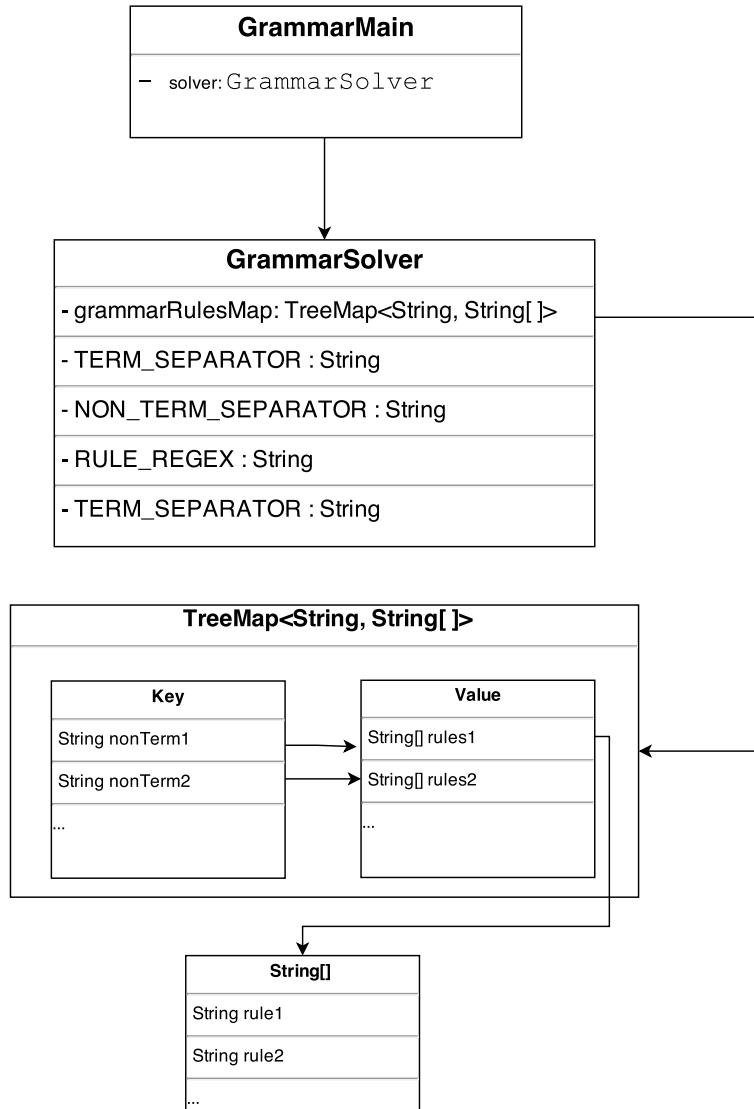 GrammarMain
– solver: GrammarSolver
GrammarSolver
- grammarRulesMap: TreeMap<String, String[ ]>
- TERM_SEPARATOR : String
- NON_TERM_SEPARATOR : String
- RULE_REGEX : String
- TERM_SEPARATOR : String
TreeMap<String, String[ ]>
Key
String nonTerm1
String nonTerm2
...
Value
String[] rules1
String[] rules2
...
String[]
String rule1
String rule2
...